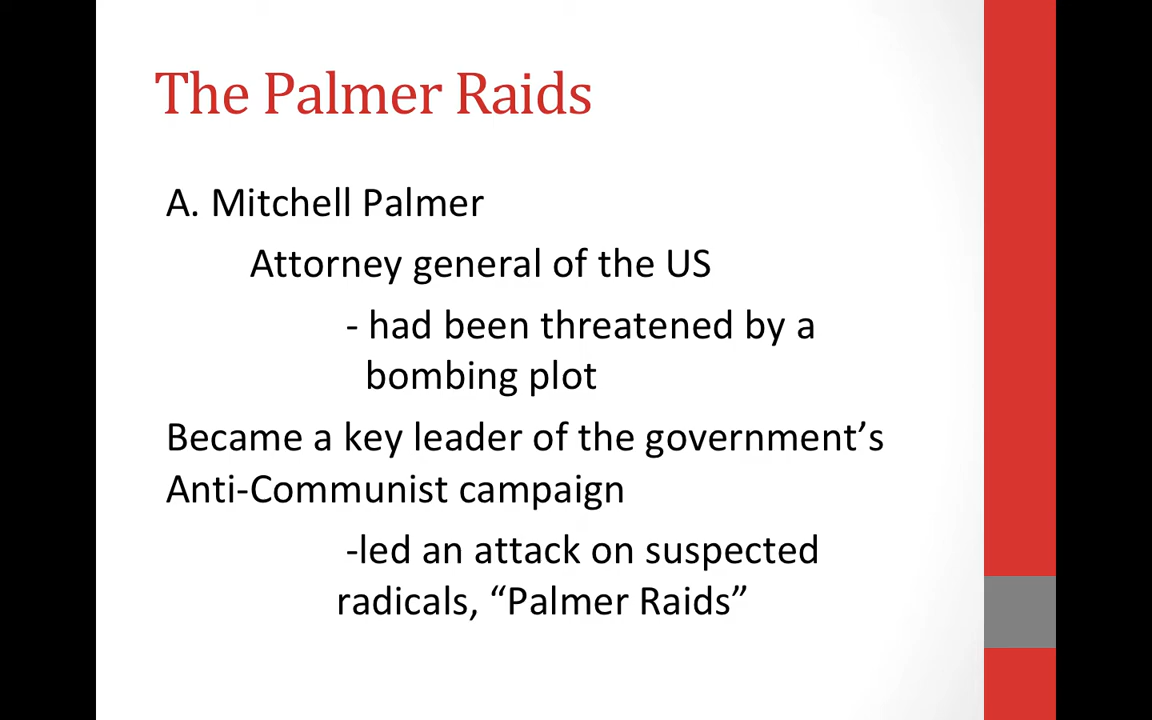 The Palmer Raids
A. Mitchell Palmer
Attorney general of the US
- had been threatened by a
bombing plot
Became a key leader of the government’s
Anti-Communist campaign
-led an attack on suspected
radicals, “Palmer Raids”